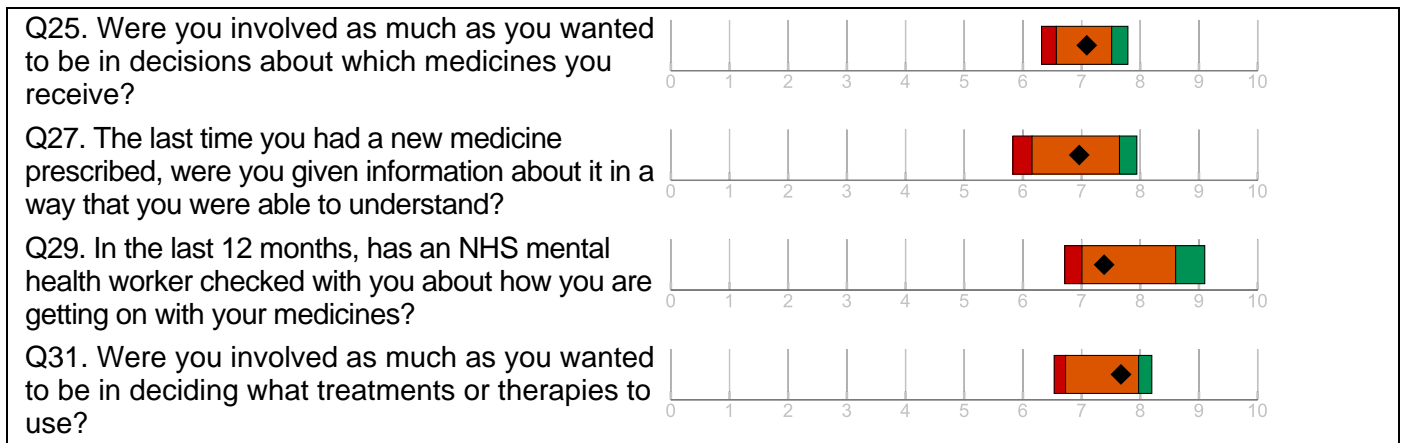 Q25. Were you involved as much as you wanted
to be in decisions about which medicines you
receive?
0 1 2 3 4 5 6 7 8 9 10
Q27. The last time you had a new medicine
prescribed, were you given information about it in a
way that you were able to understand?
0 1 2 3 4 5 6 7 8 9 10
Q29. In the last 12 months, has an NHS mental
health worker checked with you about how you are
getting on with your medicines?
0 1 2 3 4 5 6 7 8 9 10
Q31. Were you involved as much as you wanted
to be in deciding what treatments or therapies to
use?
0 1 2 3 4 5 6 7 8 9 10